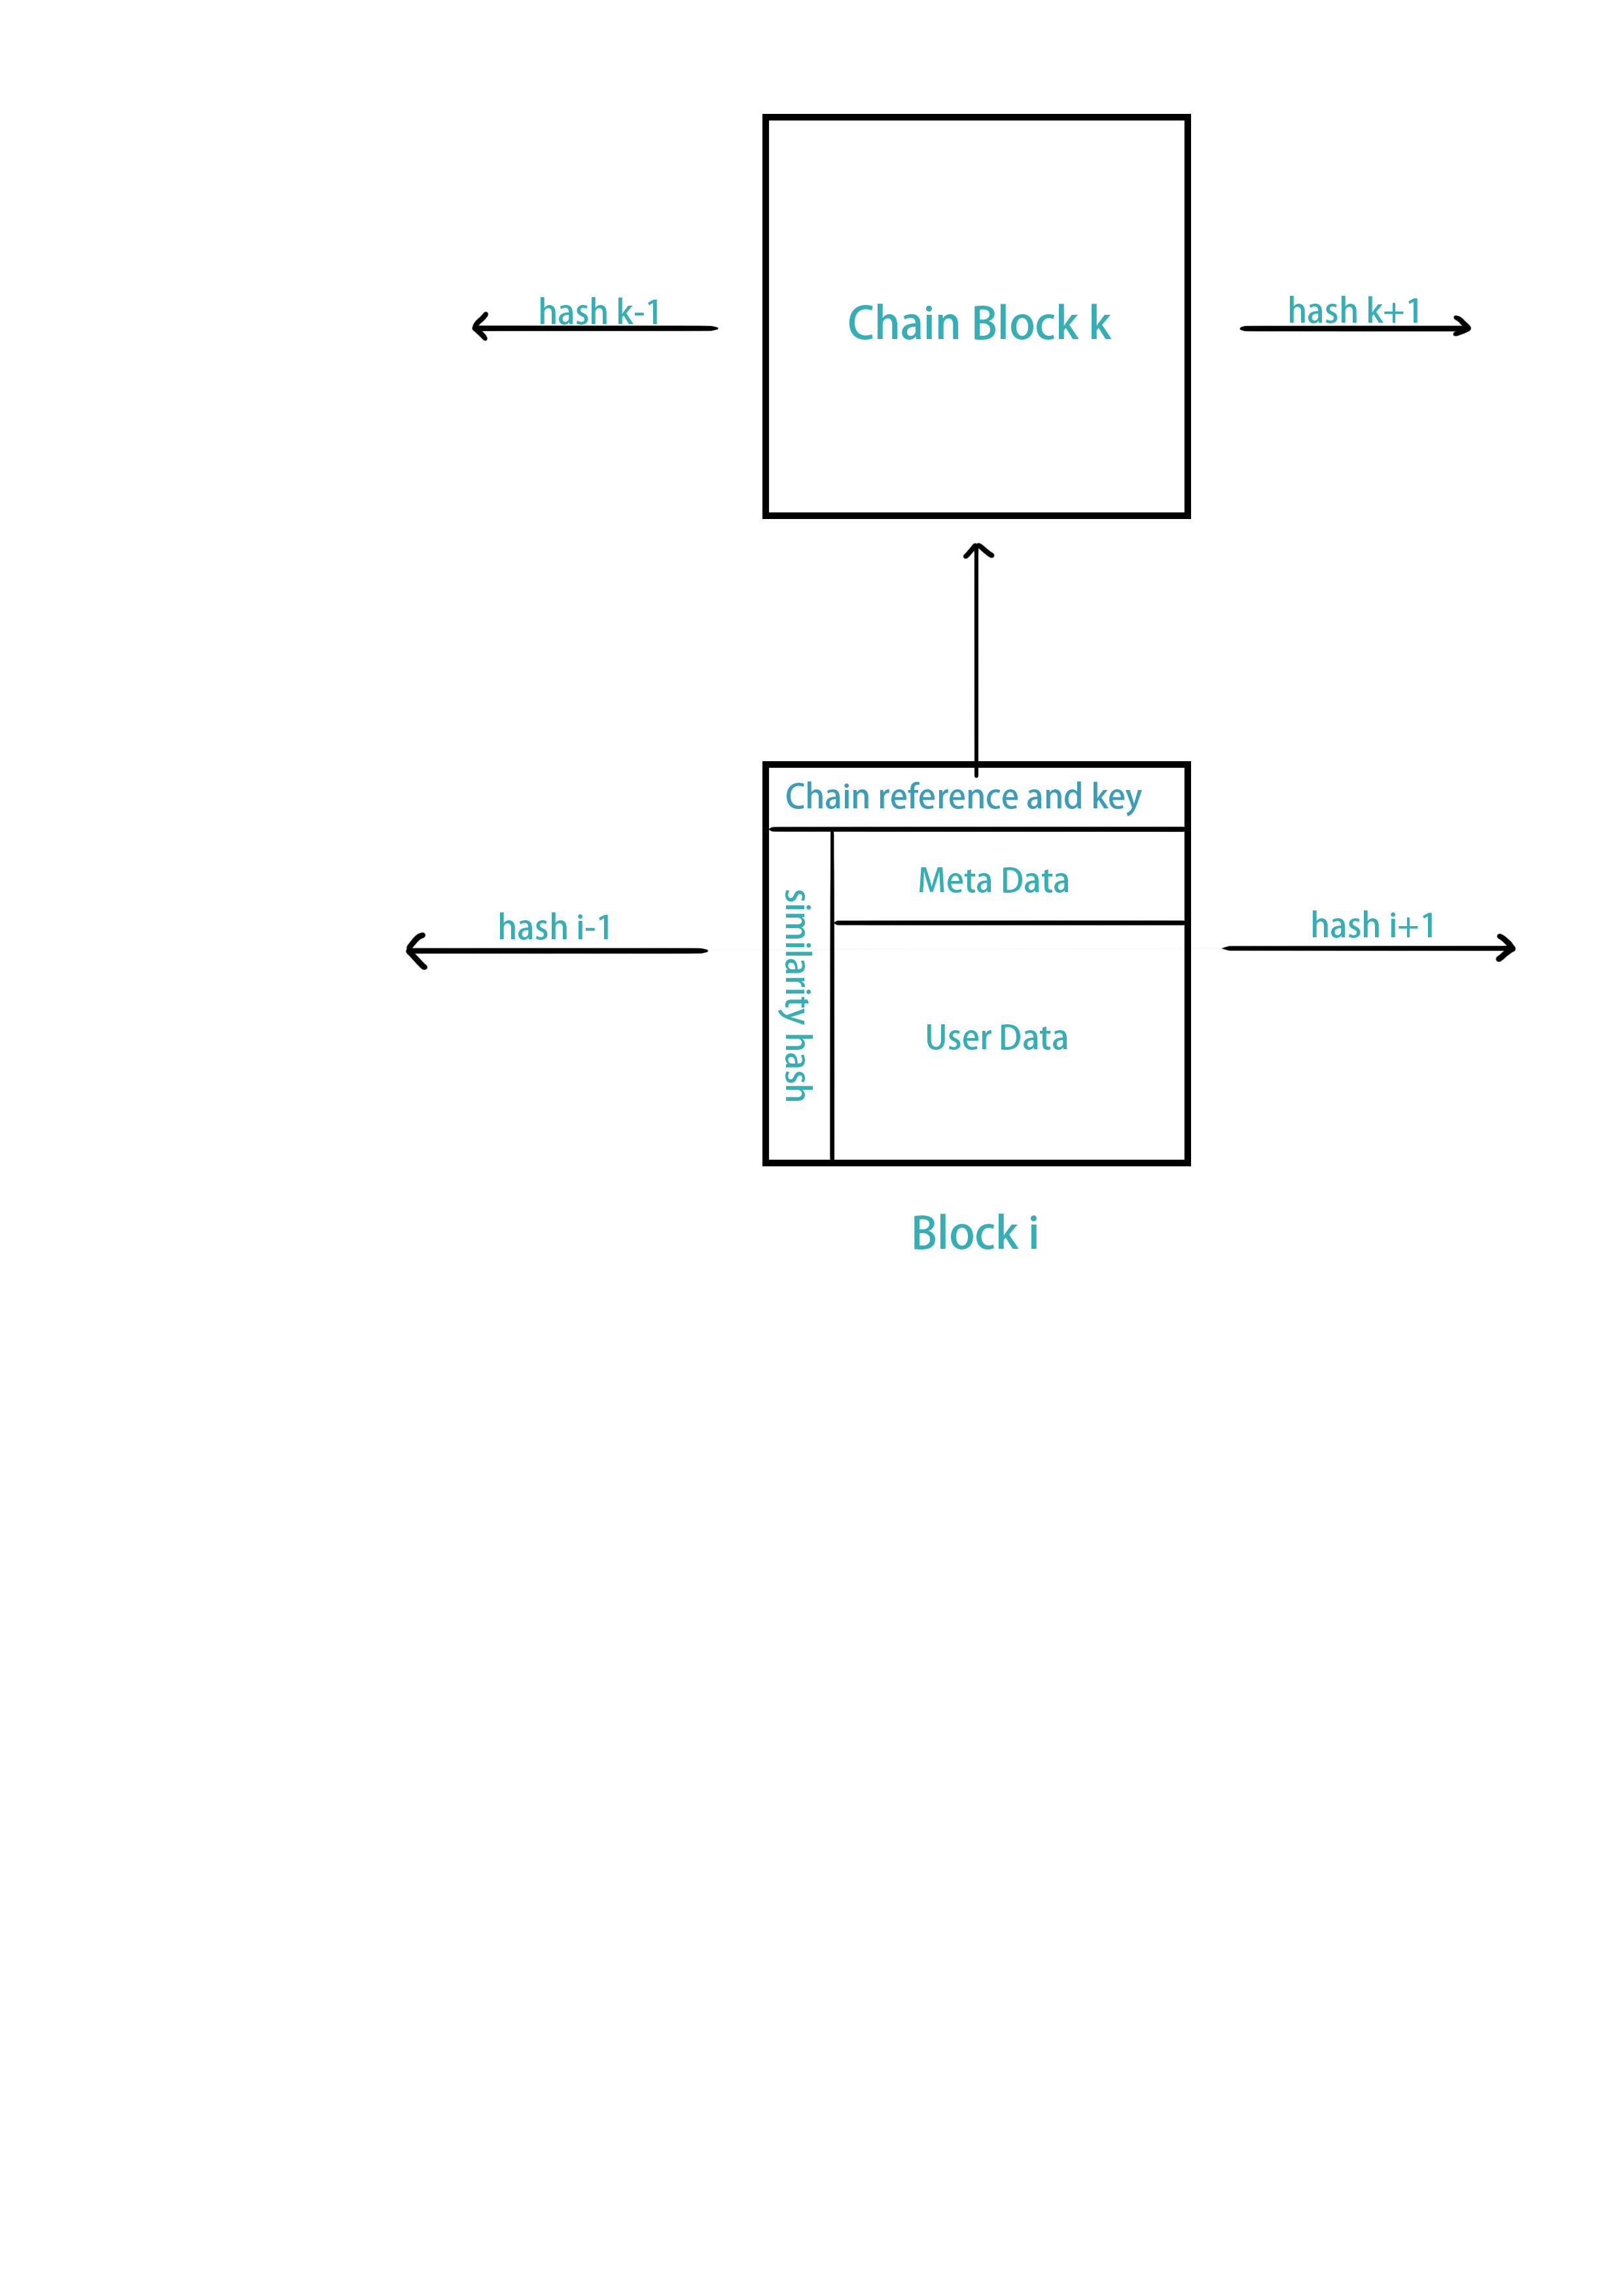 hash k-1
Chain Block k
hash k+1
Chain reference and key
Meta Data
similarity hash
hash i-1
hash i+1
User Data
Block i